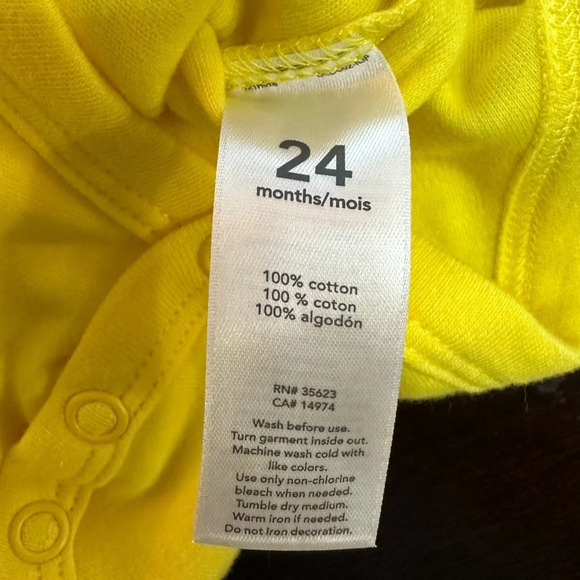 24
months/mois
100% cotton
100 % coton
100% algodón
RN# 35623
CA# 14974
Wash before use.
Turn garment inside out.
Machine wash cold with
like colors.
Use only non-chlorine
bleach when needed.
Tumble dry medium.
Warm iron if needed.
Do not iron decoration.